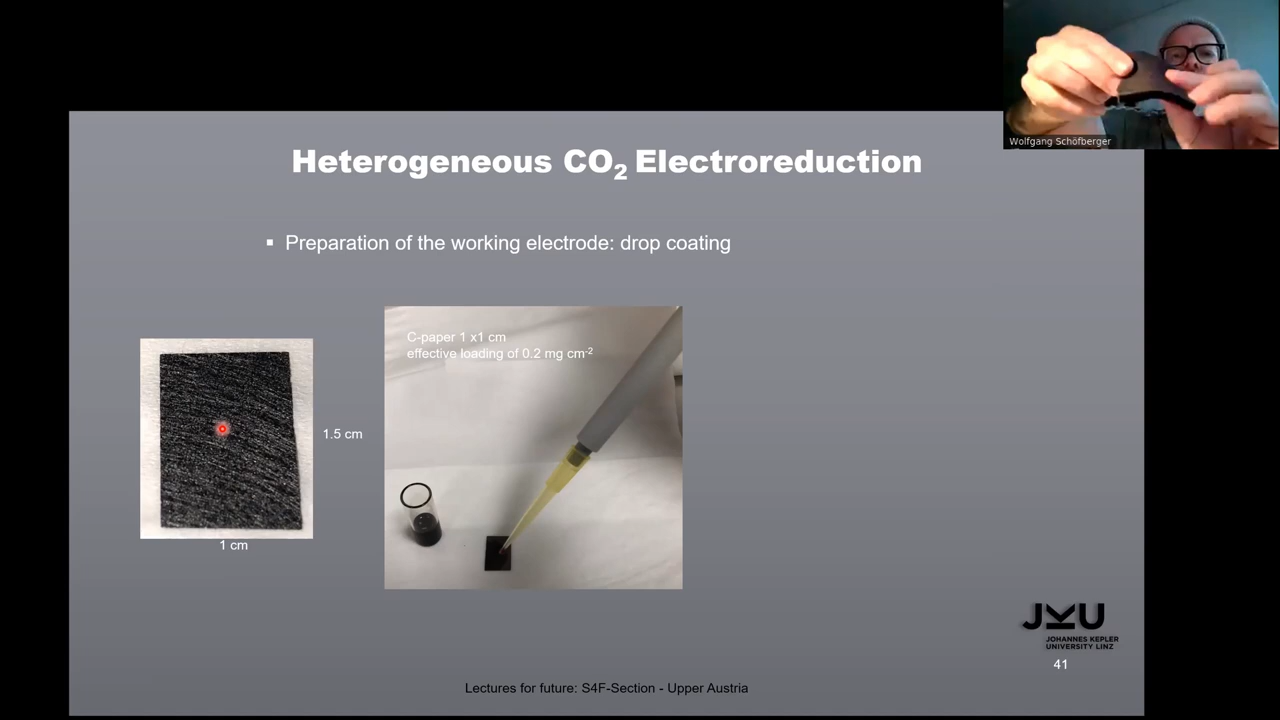 Wolfgang Schöfberger
Heterogeneous CO₂ Electroreduction
▪ Preparation of the working electrode: drop coating
C-paper 1 x1 cm
effective loading of 0.2 mg cm⁻²
1.5 cm
1 cm
JKU
JOHANNES KEPLER
UNIVERSITY LINZ
41
Lectures for future: S4F-Section - Upper Austria